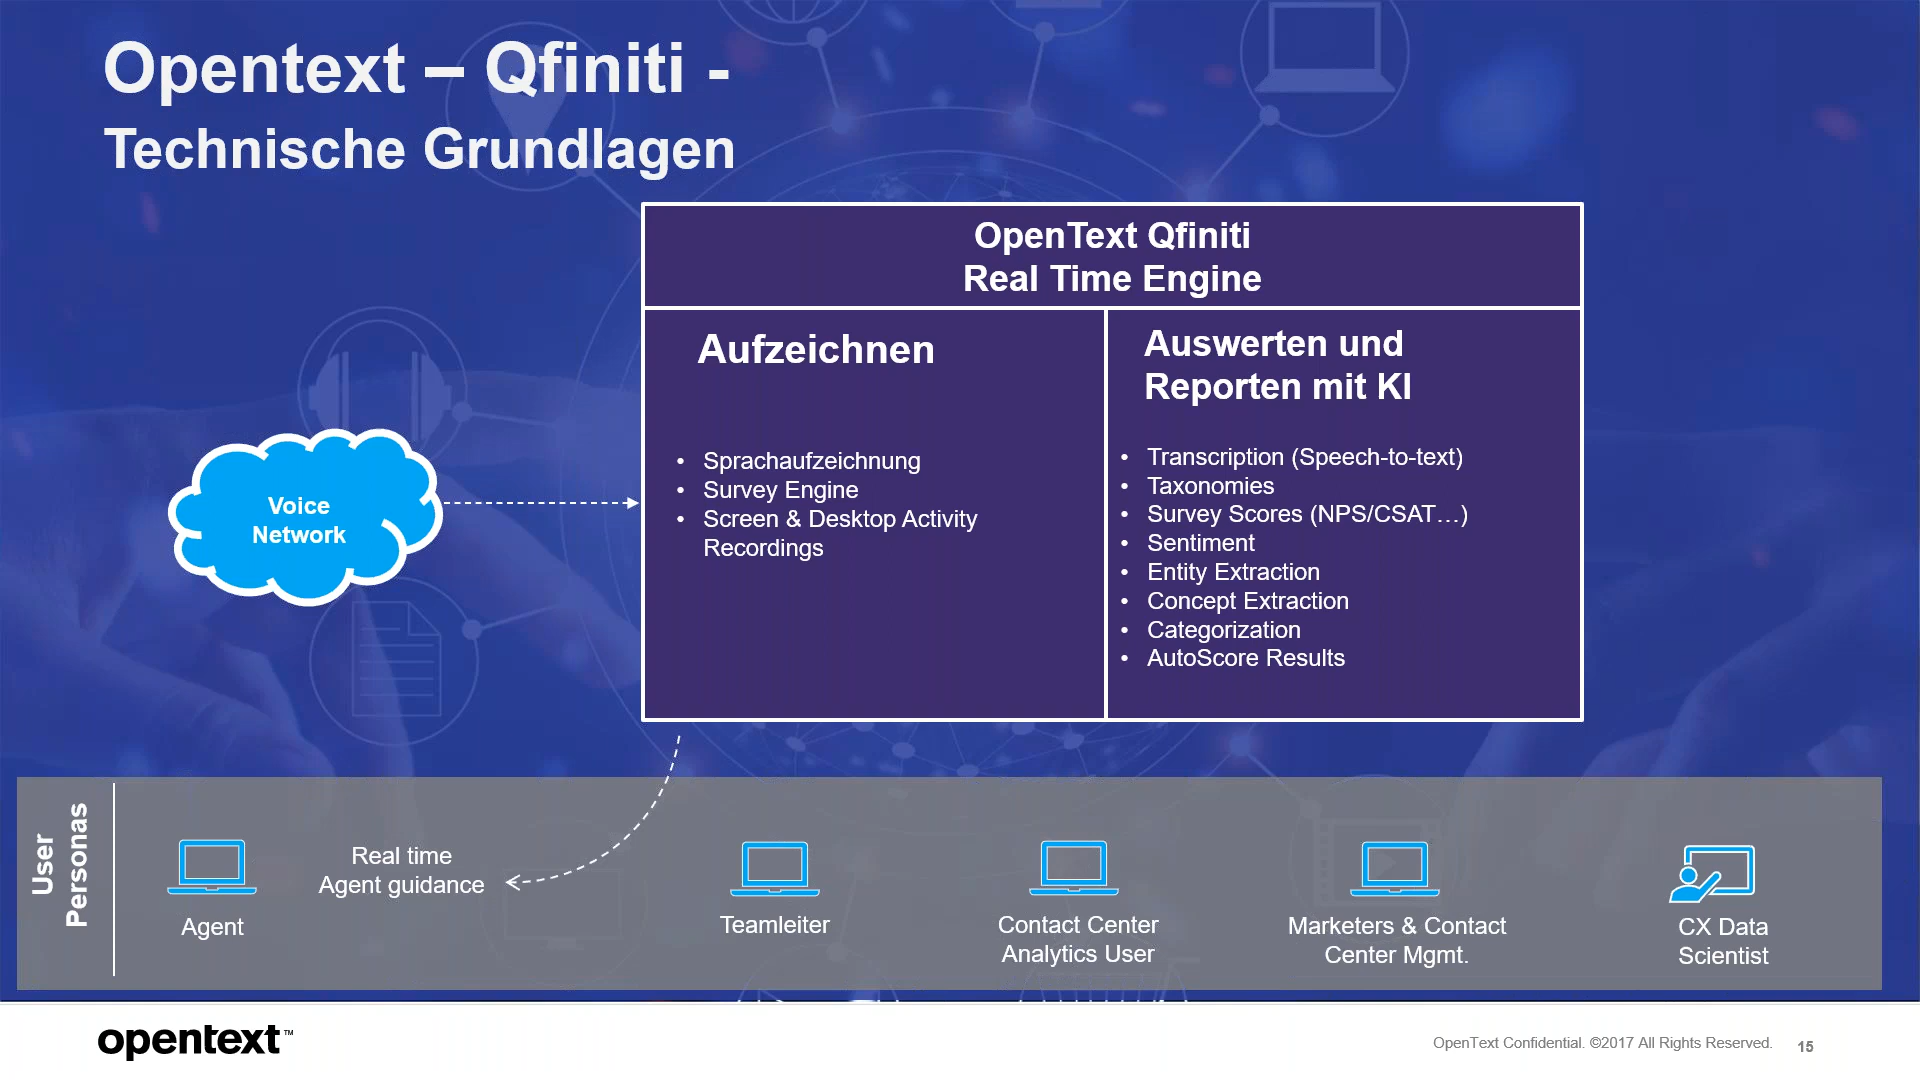 Opentext – Qfiniti -
Technische Grundlagen
OpenText Qfiniti
Real Time Engine
Aufzeichnen
• Sprachaufzeichnung
• Survey Engine
• Screen & Desktop Activity
Recordings
Auswerten und
Reporten mit KI
• Transcription (Speech-to-text)
• Taxonomies
• Survey Scores (NPS/CSAT…)
• Sentiment
• Entity Extraction
• Concept Extraction
• Categorization
• AutoScore Results
Voice
Network
User
Personas
Agent
Real time
Agent guidance
Teamleiter
Contact Center
Analytics User
Marketers & Contact
Center Mgmt.
CX Data
Scientist
opentext™
OpenText Confidential. ©2017 All Rights Reserved.
15